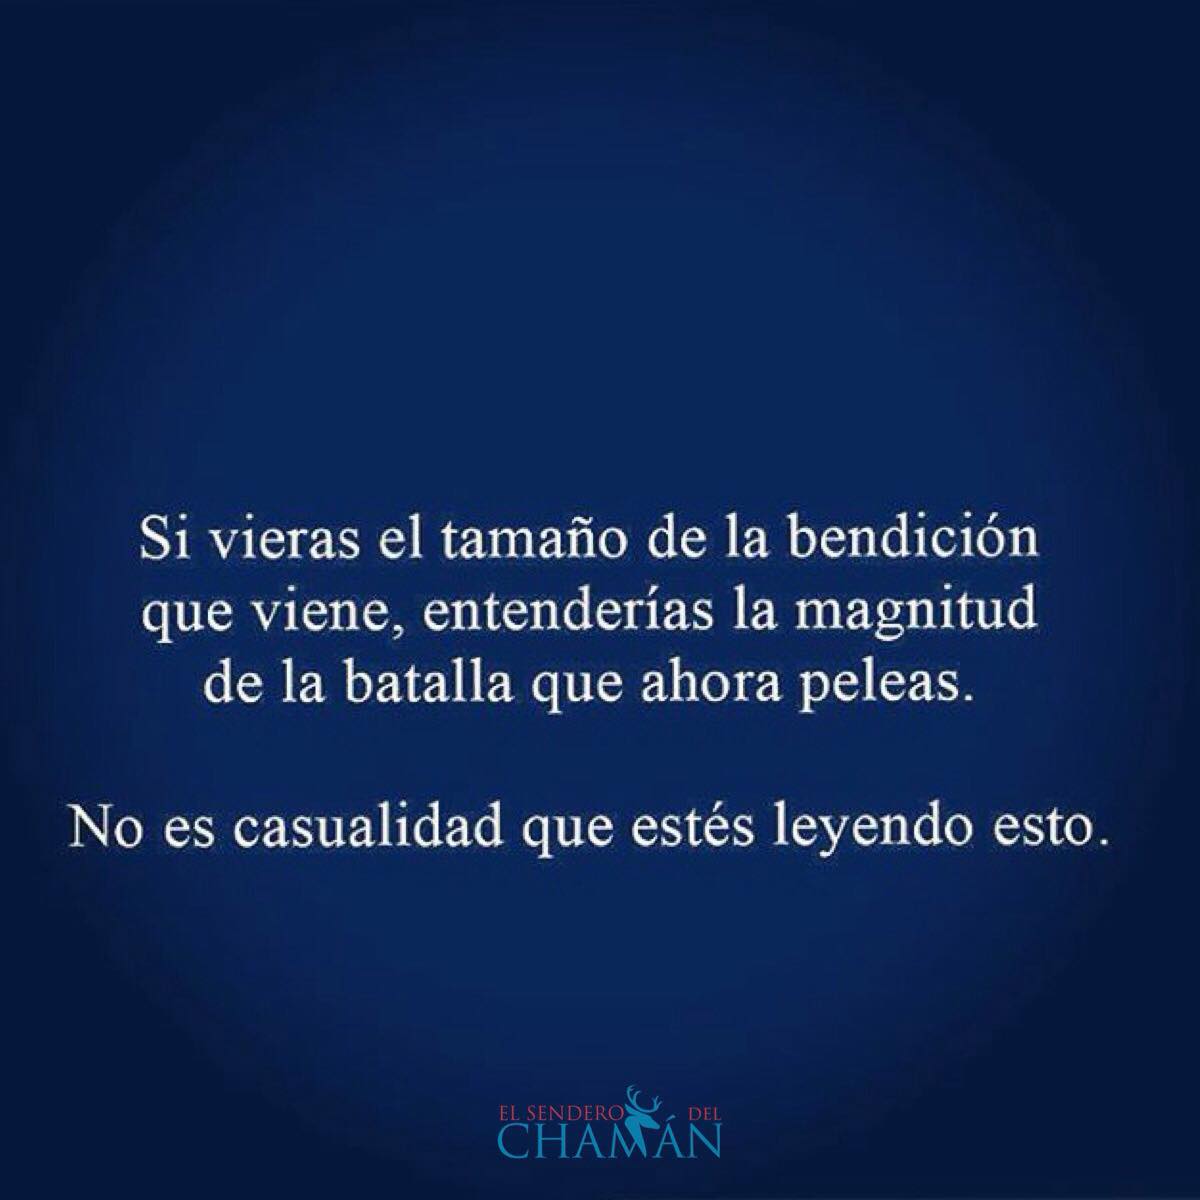 Si vieras el tamaño de la bendición
que viene, entenderías la magnitud
de la batalla que ahora peleas.
No es casualidad que estés leyendo esto.
EL SENDERO DEL
CHAMÁN